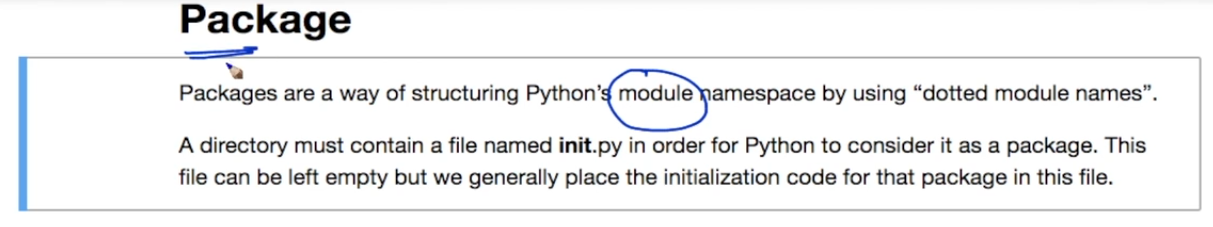 Package
Packages are a way of structuring Python's module namespace by using “dotted module names”.
A directory must contain a file named init.py in order for Python to consider it as a package. This
file can be left empty but we generally place the initialization code for that package in this file.